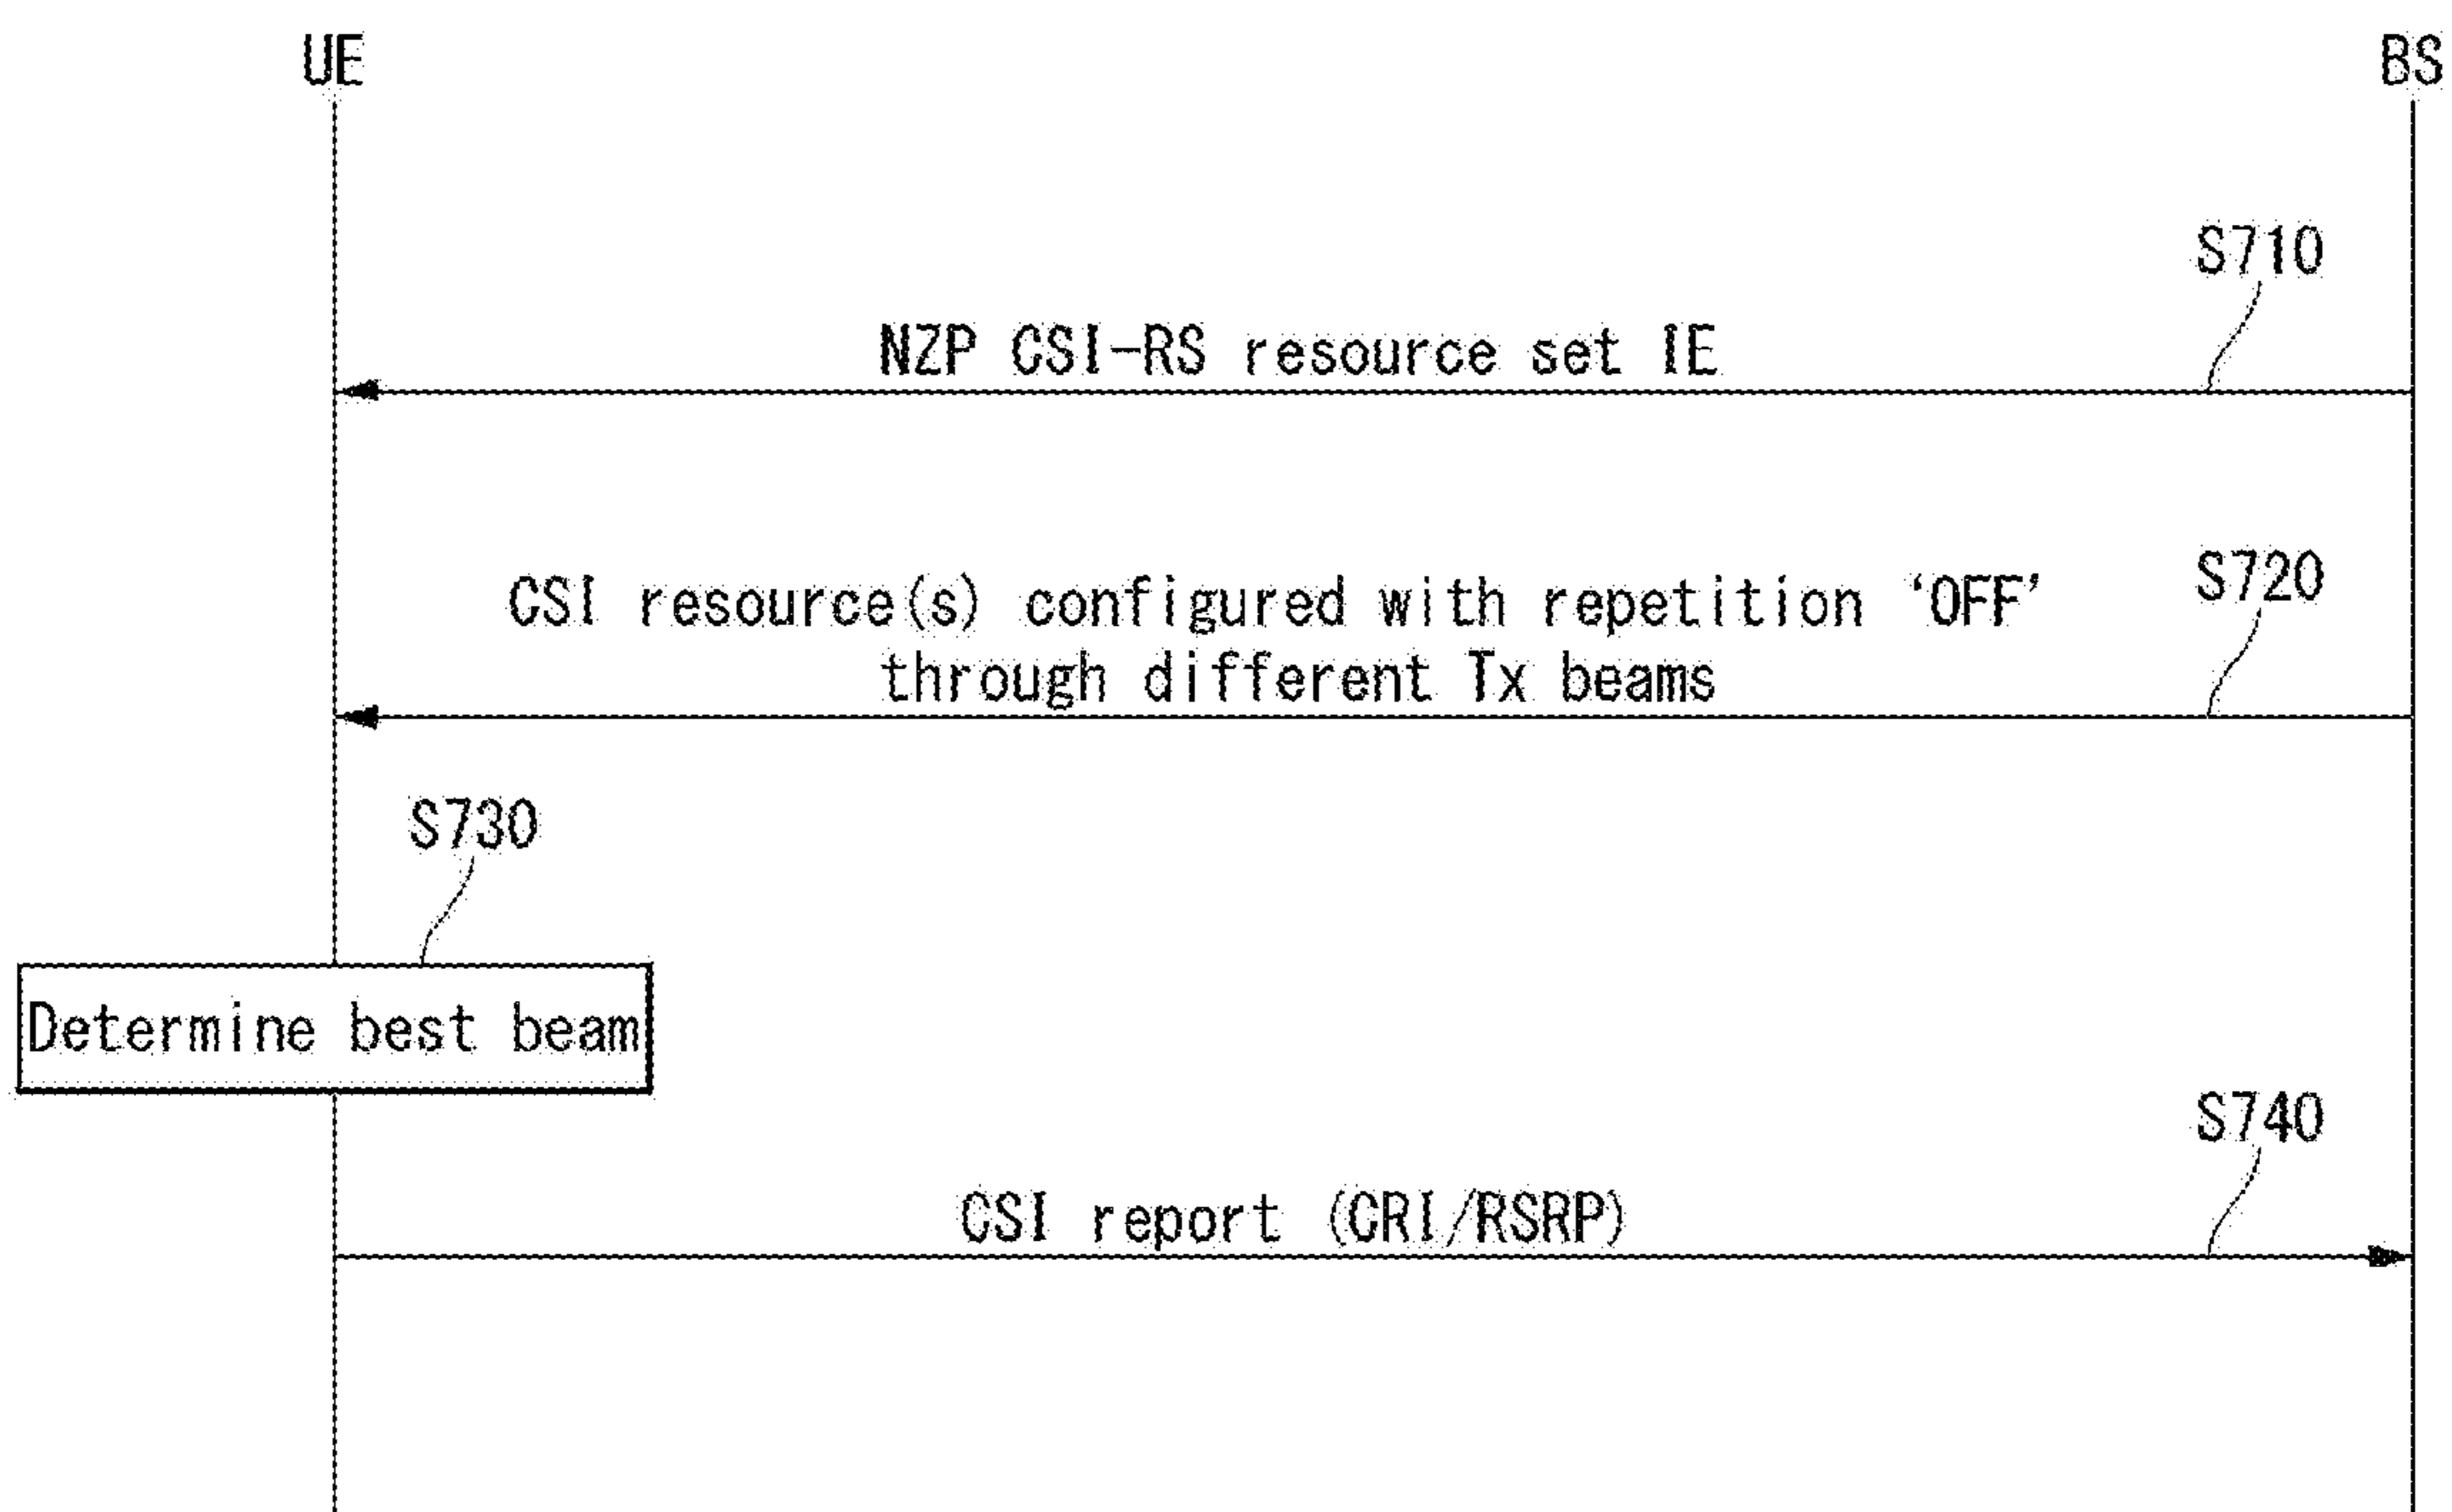 UE
BS
S710
NZP CSI-RS resource set IE
S720
CSI resource(s) configured with repetition 'OFF'
through different Tx beams
S730
Determine best beam
S740
CSI report (CRI/RSRP)